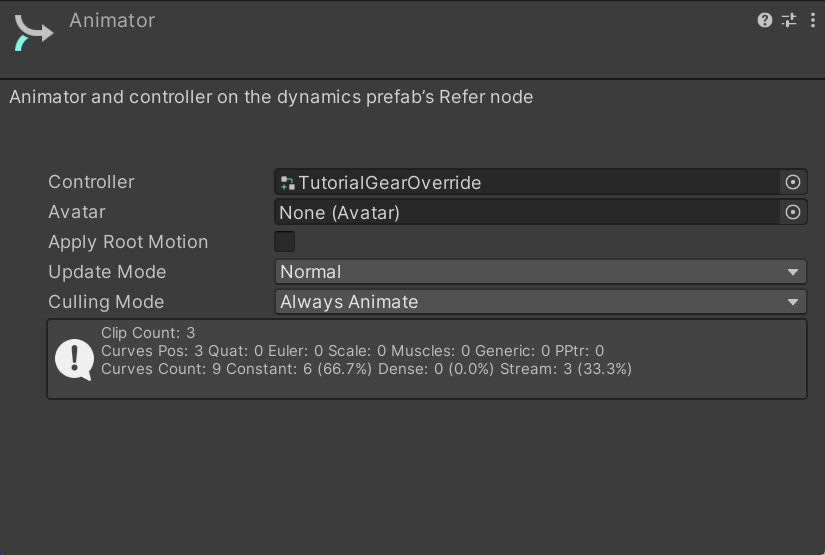 Animator
Animator and controller on the dynamics prefab’s Refer node
Controller TutorialGearOverride
Avatar None (Avatar)
Apply Root Motion
Update Mode Normal
Culling Mode Always Animate
Clip Count: 3
Curves Pos: 3 Quat: 0 Euler: 0 Scale: 0 Muscles: 0 Generic: 0 PPtr: 0
Curves Count: 9 Constant: 6 (66.7%) Dense: 0 (0.0%) Stream: 3 (33.3%)